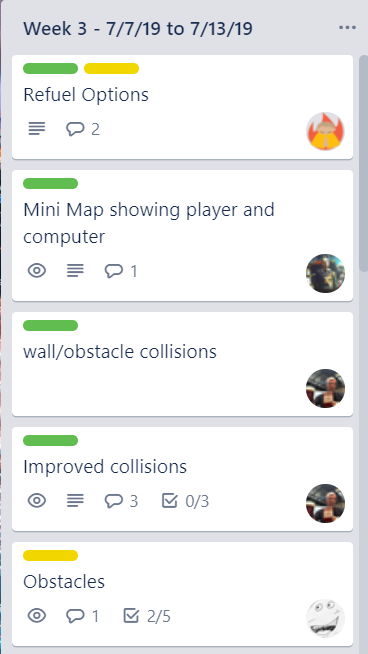 Week 3 - 7/7/19 to 7/13/19
Refuel Options
2
Mini Map showing player and
computer
1
wall/obstacle collisions
Improved collisions
3 0/3
Obstacles
1 2/5